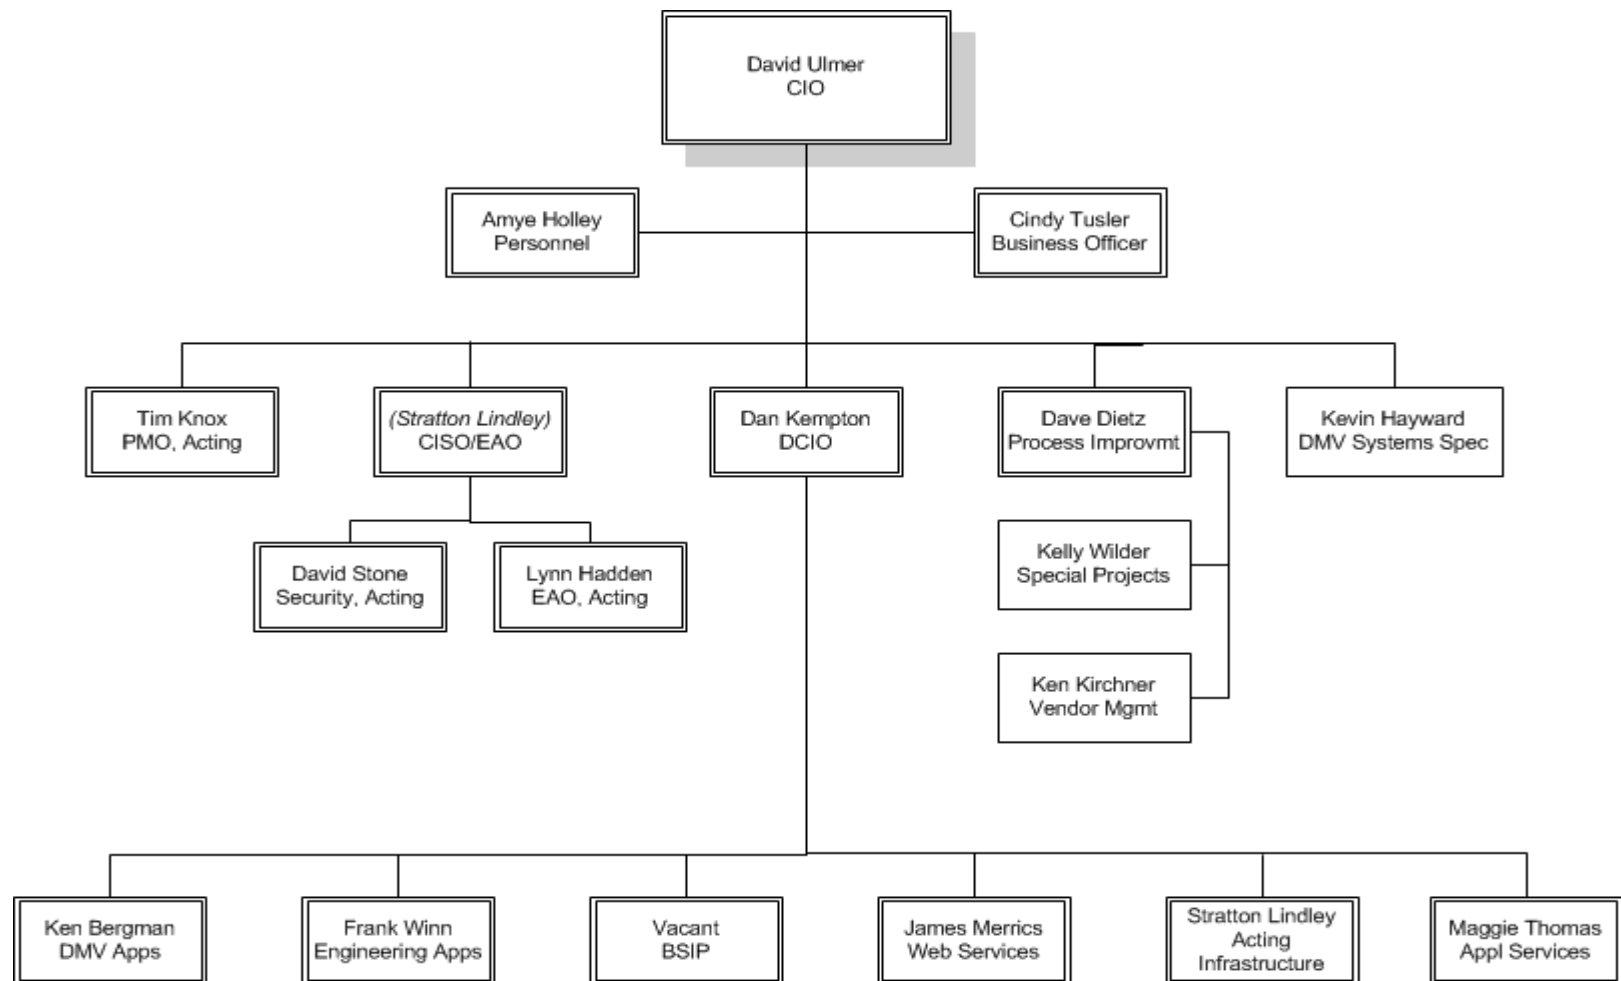 David Ulmer
CIO
Amye Holley
Personnel
Cindy Tusler
Business Officer
Tim Knox
PMO, Acting
(Stratton Lindley)
CISO/EAO
Dan Kempton
DCIO
Dave Dietz
Process Improvmt
Kevin Hayward
DMV Systems Spec
David Stone
Security, Acting
Lynn Hadden
EAO, Acting
Kelly Wilder
Special Projects
Ken Kirchner
Vendor Mgmt
Ken Bergman
DMV Apps
Frank Winn
Engineering Apps
Vacant
BSIP
James Merrics
Web Services
Stratton Lindley
Acting
Infrastructure
Maggie Thomas
Appl Services